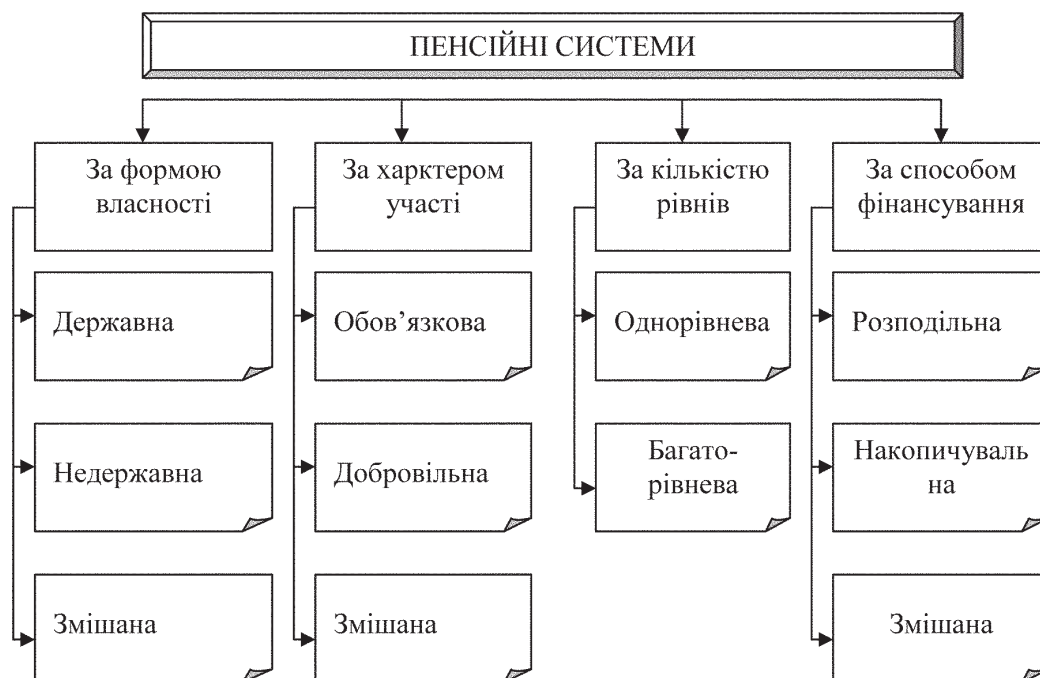 ПЕНСІЙНІ СИСТЕМИ
За формою
власності
Державна
Недержавна
Змішана
За харктером
участі
Обов’язкова
Добровільна
Змішана
За кількістю
рівнів
Однорівнева
Багато-
рівнева
За способом
фінансування
Розподільна
Накопичуваль
на
Змішана